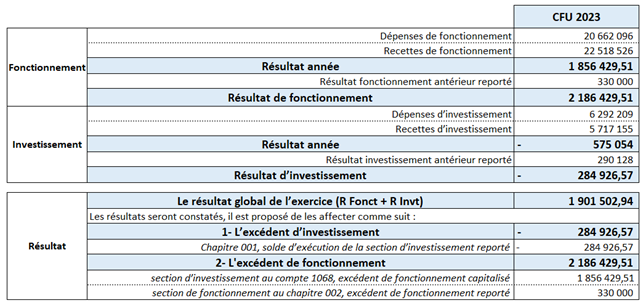 CFU 2023
Fonctionnement
Dépenses de fonctionnement 20 662 096
Recettes de fonctionnement 22 518 526
Résultat année 1 856 429,51
Résultat fonctionnement antérieur reporté 330 000
Résultat de fonctionnement 2 186 429,51
Investissement
Dépenses d’investissement 6 292 209
Recettes d’investissement 5 717 155
Résultat année - 575 054
Résultat investissement antérieur reporté 290 128
Résultat d’investissement - 284 926,57
Résultat
Le résultat global de l’exercice (R Fonct + R Invt) 1 901 502,94
Les résultats seront constatés, il est proposé de les affecter comme suit :
1- L’excédent d’investissement - 284 926,57
Chapitre 001, solde d’exécution de la section d’investissement reporté - 284 926,57
2- L'excédent de fonctionnement 2 186 429,51
section d’investissement au compte 1068, excédent de fonctionnement capitalisé 1 856 429,51
section de fonctionnement au chapitre 002, excédent de fonctionnement reporté 330 000